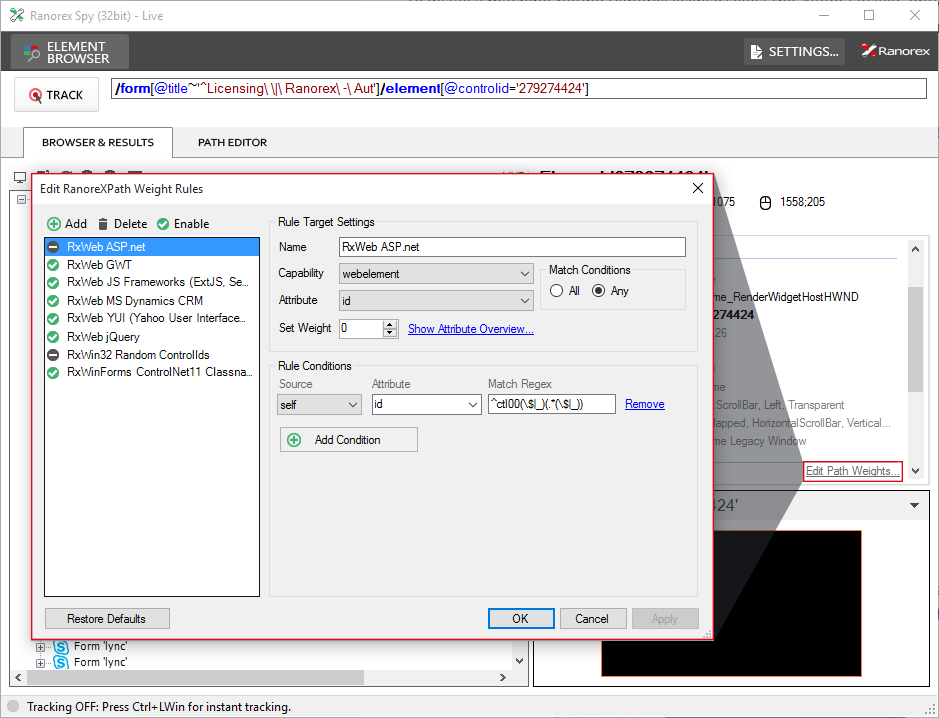 Ranorex Spy (32bit) - Live
ELEMENT
BROWSER
SETTINGS...
Ranorex
TRACK
/form[@title~'^Licensing\ \|\ Ranorex\ -\ Aut']/element[@controlid='279274424']
BROWSER & RESULTS
PATH EDITOR
Edit RanoreXPath Weight Rules
1075
1558;205
Add
Delete
Enable
RxWeb ASP.net
RxWeb GWT
RxWeb JS Frameworks (ExtJS, Se...
RxWeb MS Dynamics CRM
RxWeb YUI (Yahoo User Interface...
RxWeb jQuery
RxWin32 Random ControlIds
RxWinForms ControlNet11 Classna...
Rule Target Settings
Name
RxWeb ASP.net
Capability
webelement
Attribute
id
Set Weight
0
Show Attribute Overview...
Match Conditions
All
Any
Rule Conditions
Source
Attribute
Match Regex
self
id
^ctl00(\$|_)(.*(\$|_))
Remove
Add Condition
me_RenderWidgetHostHWND
274424
26
me
ScrollBar, Left, Transparent
lapped, HorizontalScrollBar, Vertical...
me Legacy Window
Edit Path Weights...
424'
Restore Defaults
OK
Cancel
Apply
Form 'lync'
Form 'lync'
Tracking OFF: Press Ctrl+LWin for instant tracking.